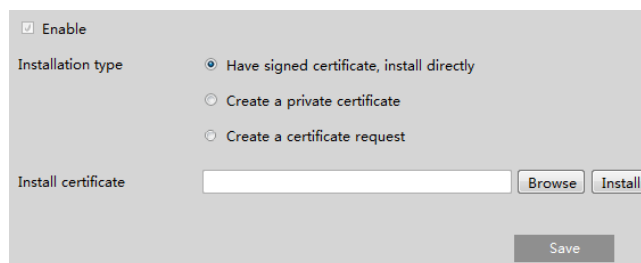 Enable
Installation type
Have signed certificate, install directly
Create a private certificate
Create a certificate request
Install certificate
Browse
Install
Save